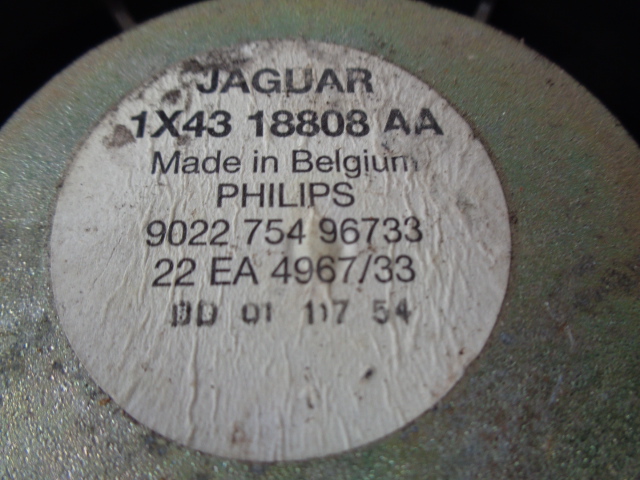 JAGUAR
1X43 18808 AA
Made in Belgium
PHILIPS
9022 754 96733
22 EA 4967/33
DD 01 117 54